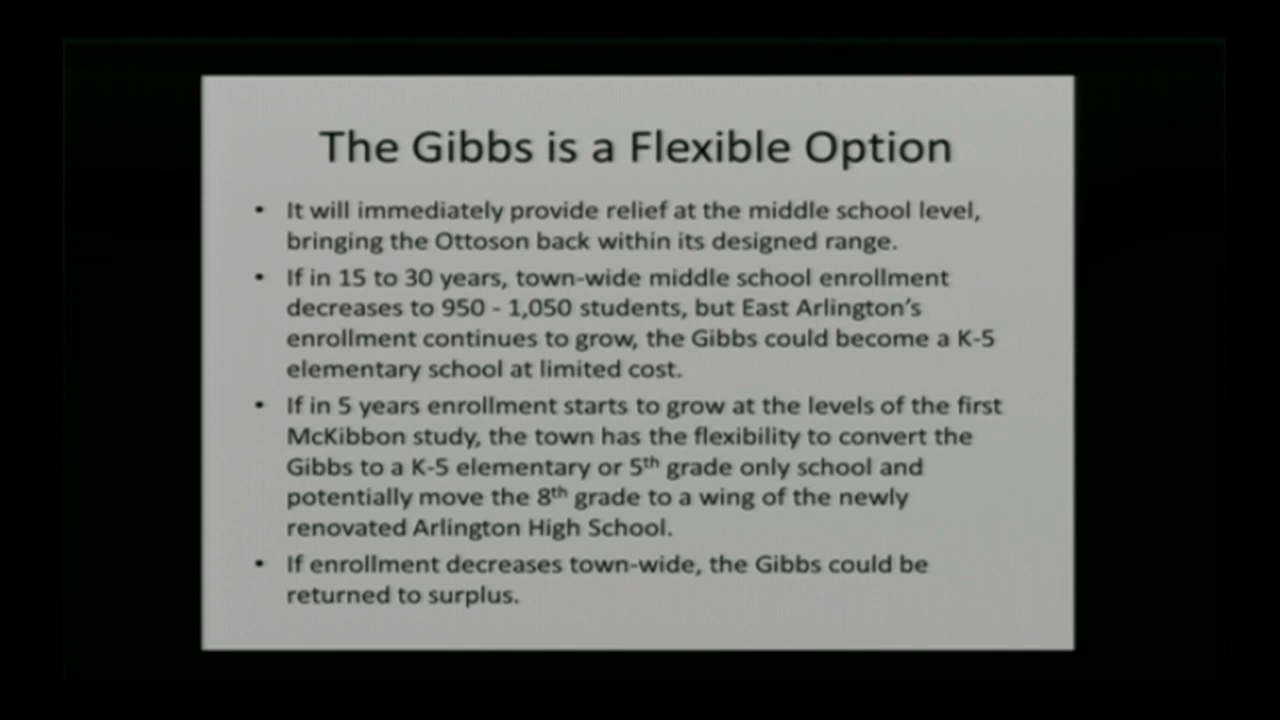 The Gibbs is a Flexible Option
• It will immediately provide relief at the middle school level,
bringing the Ottoson back within its designed range.
• If in 15 to 30 years, town-wide middle school enrollment
decreases to 950 - 1,050 students, but East Arlington’s
enrollment continues to grow, the Gibbs could become a K-5
elementary school at limited cost.
• If in 5 years enrollment starts to grow at the levels of the first
McKibbon study, the town has the flexibility to convert the
Gibbs to a K-5 elementary or 5th grade only school and
potentially move the 8th grade to a wing of the newly
renovated Arlington High School.
• If enrollment decreases town-wide, the Gibbs could be
returned to surplus.